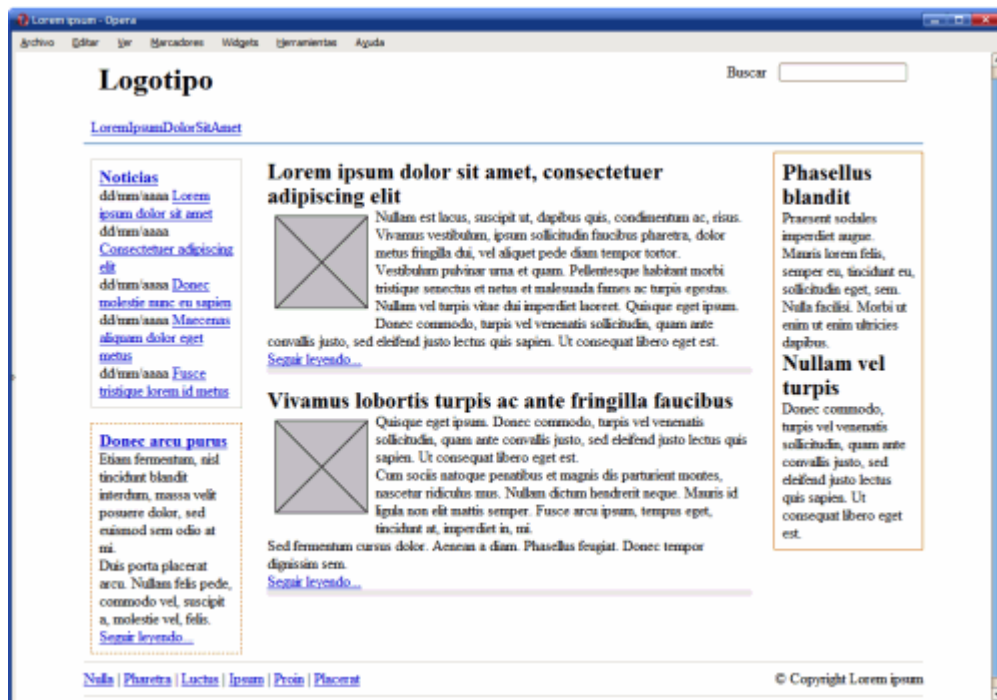 Lorem ipsum - Opera
Archivo Editar Ver Marcadores Widgets Herramientas Ayuda
Logotipo
Buscar
LoremIpsumDolorSitAmet
Noticias
dd/mm/aaaa Lorem
ipsum dolor sit amet
dd/mm/aaaa
Consectetuer adipiscing
elit
dd/mm/aaaa Donec
molestie nunc eu sapien
dd/mm/aaaa Maecenas
aliquam dolor eget
metus
dd/mm/aaaa Fusce
tristique lorem id metus
Donec arcu purus
Etiam fermentum, nisl
tincidunt blandit
interdum, massa velit
posuere dolor, sed
euismod sem odio at
mi.
Duis porta placerat
arcu. Nullam felis pede,
commodo vel, suscipit
a, molestie vel, felis.
Seguir leyendo...
Lorem ipsum dolor sit amet, consectetuer
adipiscing elit
Nullam est lacus, suscipit ut, dapibus quis, condimentum ac, risus.
Vivamus vestibulum, ipsum sollicitudin faucibus pharetra, dolor
metus fringilla dui, vel aliquet pede diam tempor tortor.
Vestibulum pulvinar urna et quam. Pellentesque habitant morbi
tristique senectus et netus et malesuada fames ac turpis egestas.
Nullam vel turpis vitae dui imperdiet laoreet. Quisque eget ipsum.
Donec commodo, turpis vel venenatis sollicitudin, quam ante
convallis justo, sed eleifend justo lectus quis sapien. Ut consequat libero eget est.
Seguir leyendo...
Vivamus lobortis turpis ac ante fringilla faucibus
Quisque eget ipsum. Donec commodo, turpis vel venenatis
sollicitudin, quam ante convallis justo, sed eleifend justo lectus quis
sapien. Ut consequat libero eget est.
Cum sociis natoque penatibus et magnis dis parturient montes,
nascetur ridiculus mus. Nullam dictum hendrerit neque. Mauris id
ligula non elit mattis semper. Fusce arcu ipsum, tempus eget,
tincidunt at, imperdiet in, mi.
Sed fermentum cursus dolor. Aenean a diam. Phasellus feugiat. Donec tempor
dignissim sem.
Seguir leyendo...
Phasellus
blandit
Praesent sodales
imperdiet augue.
Mauris lorem felis,
semper eu, tincidunt eu,
sollicitudin eget, sem.
Nulla facilisi. Morbi ut
enim ut enim ultricies
dapibus.
Nullam vel
turpis
Donec commodo,
turpis vel venenatis
sollicitudin, quam ante
convallis justo, sed
eleifend justo lectus
quis sapien. Ut
consequat libero eget
est.
Nulla | Pharetra | Luctus | Ipsum | Proin | Placerat
© Copyright Lorem ipsum